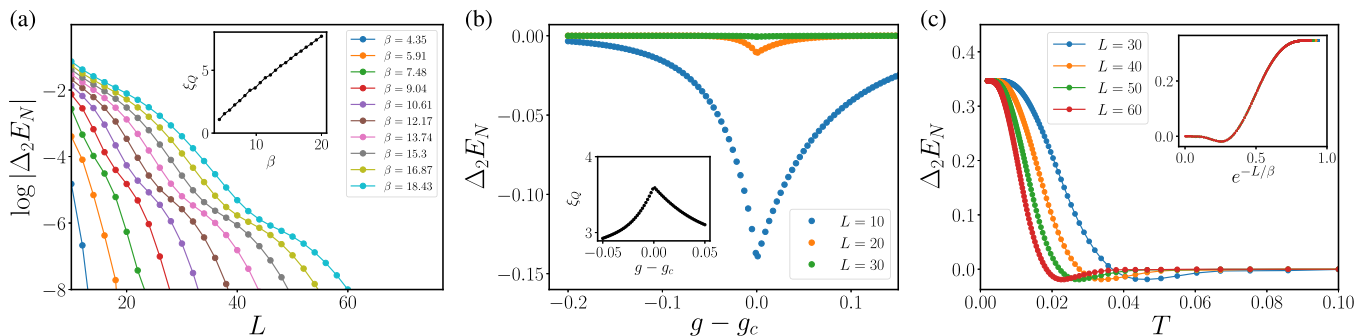 (a)
log |Δ₂E_N|
−2
−4
−6
−8
20
40
60
L
ξ_Q
5
0
10
20
β
β = 4.35
β = 5.91
β = 7.48
β = 9.04
β = 10.61
β = 12.17
β = 13.74
β = 15.3
β = 16.87
β = 18.43
(b)
Δ₂E_N
0.00
−0.05
−0.10
−0.15
−0.2
−0.1
0.0
0.1
g − g_c
ξ_Q
4
3
−0.05
0.00
0.05
g − g_c
L = 10
L = 20
L = 30
(c)
Δ₂E_N
0.4
0.3
0.2
0.1
0.0
0.00
0.02
0.04
0.06
0.08
0.10
T
L = 30
L = 40
L = 50
L = 60
0.2
0.0
0.0
0.5
1.0
e^{−L/β}